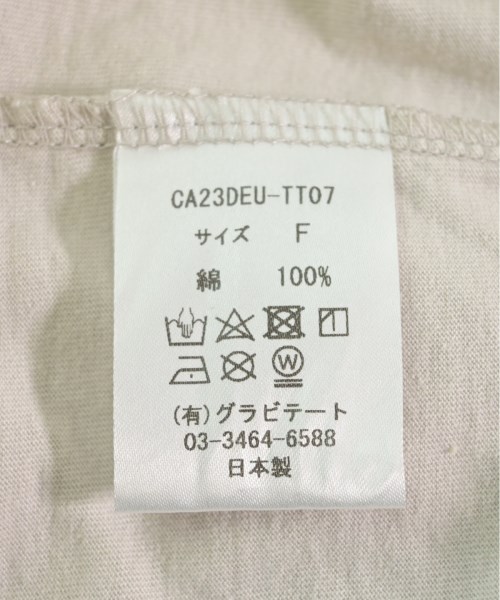 CA23DEU-TT07
サイズ F
綿 100%
W
(有)グラビテート
03-3464-6588
日本製